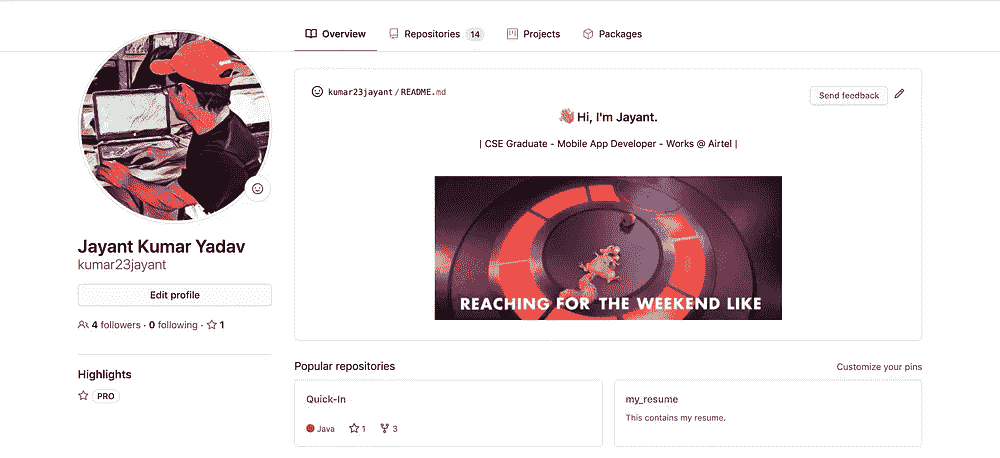 Overview Repositories 14 Projects Packages
kumar23jayant/README.md
Send feedback
👋 Hi, I'm Jayant.
| CSE Graduate - Mobile App Developer - Works @ Airtel |
REACHING FOR THE WEEKEND LIKE
Jayant Kumar Yadav
kumar23jayant
Edit profile
4 followers · 0 following · 1
Highlights
PRO
Popular repositories
Customize your pins
Quick-In
Java 1 3
my_resume
This contains my resume.